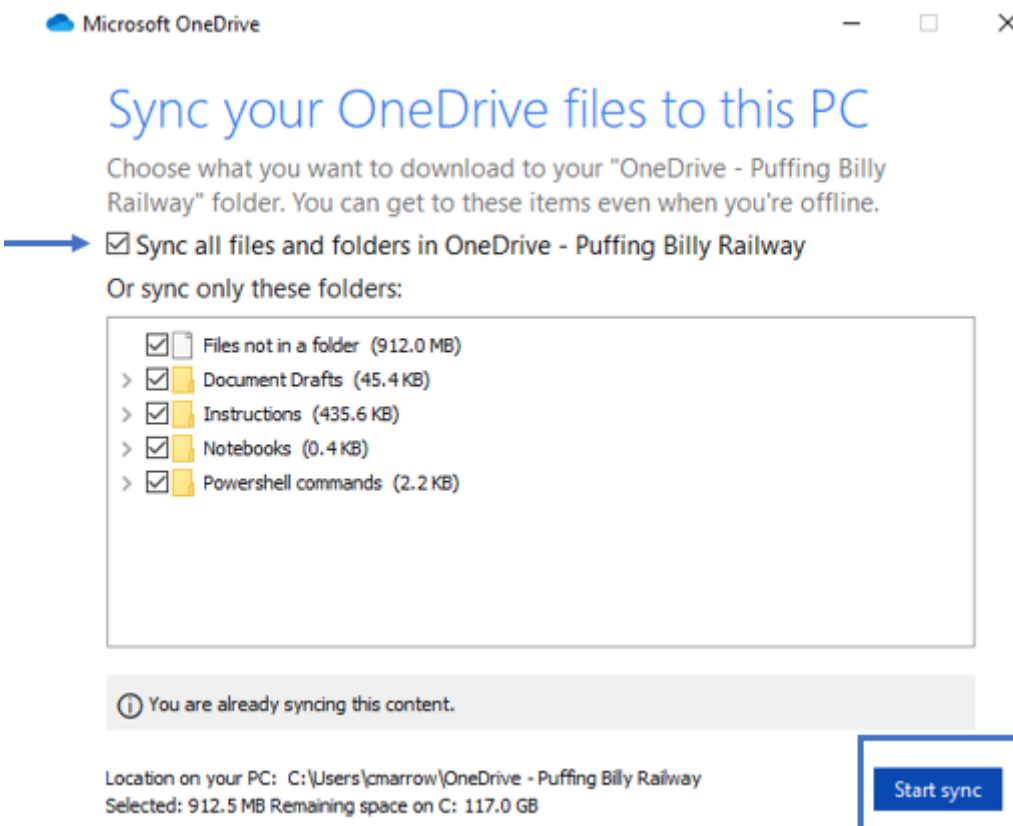 Microsoft OneDrive
Sync your OneDrive files to this PC
Choose what you want to download to your "OneDrive - Puffing Billy
Railway" folder. You can get to these items even when you're offline.
Sync all files and folders in OneDrive - Puffing Billy Railway
Or sync only these folders:
Files not in a folder (912.0 MB)
Document Drafts (45.4 KB)
Instructions (435.6 KB)
Notebooks (0.4 KB)
Powershell commands (2.2 KB)
You are already syncing this content.
Location on your PC: C:\Users\cmarrow\OneDrive - Puffing Billy Railway
Selected: 912.5 MB Remaining space on C: 117.0 GB
Start sync